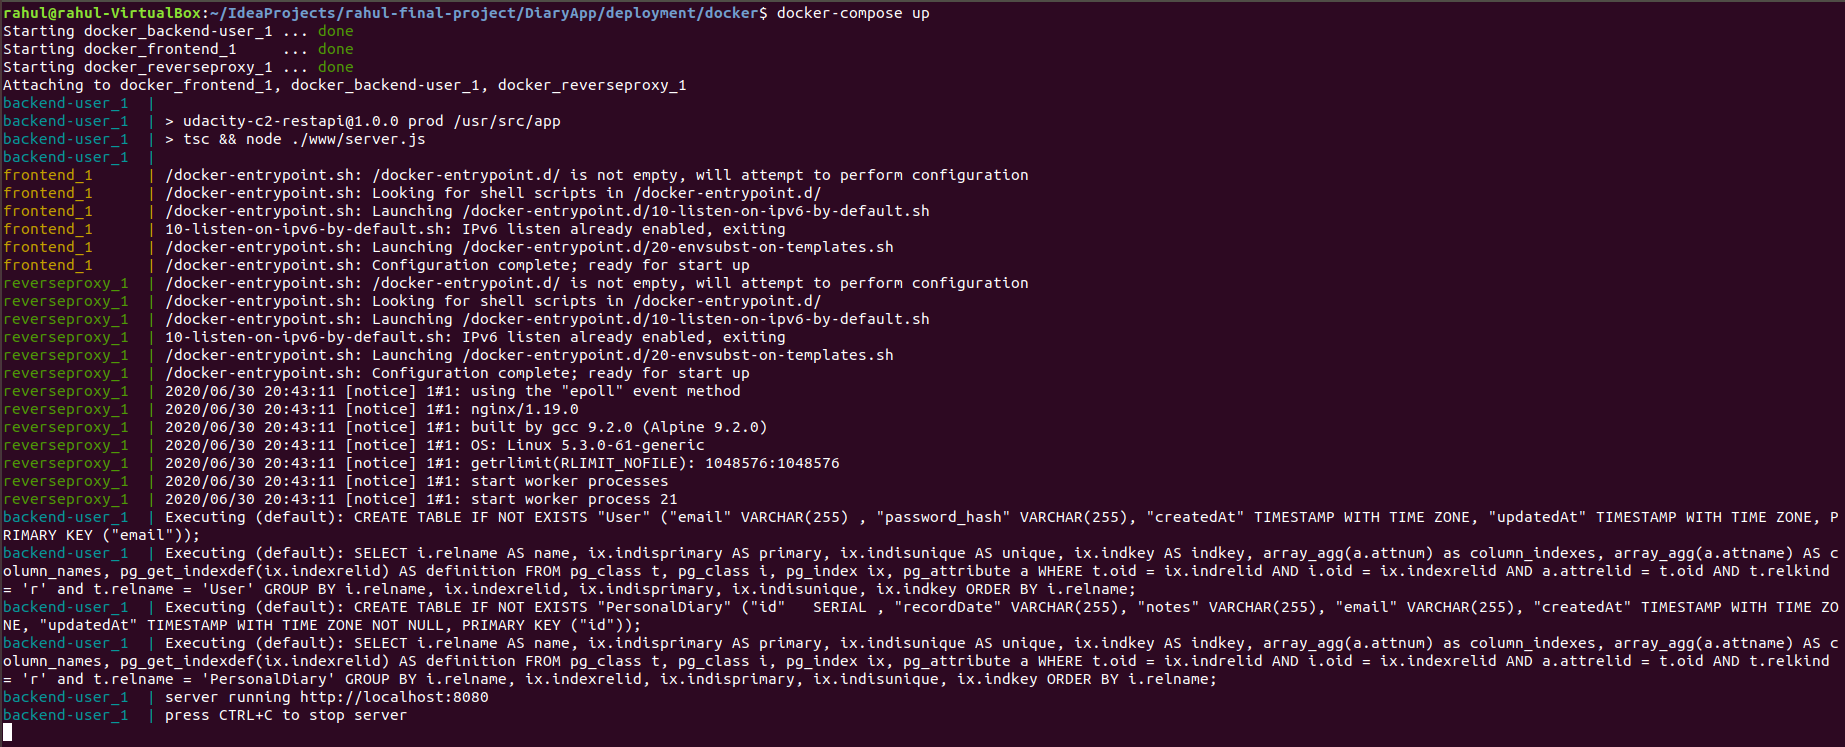 rahul@rahul-VirtualBox:~/IdeaProjects/rahul-final-project/DiaryApp/deployment/docker$ docker-compose up
Starting docker_backend-user_1 ... done
Starting docker_frontend_1     ... done
Starting docker_reverseproxy_1 ... done
Attaching to docker_frontend_1, docker_backend-user_1, docker_reverseproxy_1
backend-user_1  |
backend-user_1  | > udacity-c2-restapi@1.0.0 prod /usr/src/app
backend-user_1  | > tsc && node ./www/server.js
backend-user_1  |
frontend_1      | /docker-entrypoint.sh: /docker-entrypoint.d/ is not empty, will attempt to perform configuration
frontend_1      | /docker-entrypoint.sh: Looking for shell scripts in /docker-entrypoint.d/
frontend_1      | /docker-entrypoint.sh: Launching /docker-entrypoint.d/10-listen-on-ipv6-by-default.sh
frontend_1      | 10-listen-on-ipv6-by-default.sh: IPv6 listen already enabled, exiting
frontend_1      | /docker-entrypoint.sh: Launching /docker-entrypoint.d/20-envsubst-on-templates.sh
frontend_1      | /docker-entrypoint.sh: Configuration complete; ready for start up
reverseproxy_1  | /docker-entrypoint.sh: /docker-entrypoint.d/ is not empty, will attempt to perform configuration
reverseproxy_1  | /docker-entrypoint.sh: Looking for shell scripts in /docker-entrypoint.d/
reverseproxy_1  | /docker-entrypoint.sh: Launching /docker-entrypoint.d/10-listen-on-ipv6-by-default.sh
reverseproxy_1  | 10-listen-on-ipv6-by-default.sh: IPv6 listen already enabled, exiting
reverseproxy_1  | /docker-entrypoint.sh: Launching /docker-entrypoint.d/20-envsubst-on-templates.sh
reverseproxy_1  | /docker-entrypoint.sh: Configuration complete; ready for start up
reverseproxy_1  | 2020/06/30 20:43:11 [notice] 1#1: using the "epoll" event method
reverseproxy_1  | 2020/06/30 20:43:11 [notice] 1#1: nginx/1.19.0
reverseproxy_1  | 2020/06/30 20:43:11 [notice] 1#1: built by gcc 9.2.0 (Alpine 9.2.0)
reverseproxy_1  | 2020/06/30 20:43:11 [notice] 1#1: OS: Linux 5.3.0-61-generic
reverseproxy_1  | 2020/06/30 20:43:11 [notice] 1#1: getrlimit(RLIMIT_NOFILE): 1048576:1048576
reverseproxy_1  | 2020/06/30 20:43:11 [notice] 1#1: start worker processes
reverseproxy_1  | 2020/06/30 20:43:11 [notice] 1#1: start worker process 21
backend-user_1  | Executing (default): CREATE TABLE IF NOT EXISTS "User" ("email" VARCHAR(255) , "password_hash" VARCHAR(255), "createdAt" TIMESTAMP WITH TIME ZONE, "updatedAt" TIMESTAMP WITH TIME ZONE, P
RIMARY KEY ("email"));
backend-user_1  | Executing (default): SELECT i.relname AS name, ix.indisprimary AS primary, ix.indisunique AS unique, ix.indkey AS indkey, array_agg(a.attnum) as column_indexes, array_agg(a.attname) AS c
olumn_names, pg_get_indexdef(ix.indexrelid) AS definition FROM pg_class t, pg_class i, pg_index ix, pg_attribute a WHERE t.oid = ix.indrelid AND i.oid = ix.indexrelid AND a.attrelid = t.oid AND t.relkind
= 'r' and t.relname = 'User' GROUP BY i.relname, ix.indexrelid, ix.indisprimary, ix.indisunique, ix.indkey ORDER BY i.relname;
backend-user_1  | Executing (default): CREATE TABLE IF NOT EXISTS "PersonalDiary" ("id"   SERIAL , "recordDate" VARCHAR(255), "notes" VARCHAR(255), "email" VARCHAR(255), "createdAt" TIMESTAMP WITH TIME ZO
NE, "updatedAt" TIMESTAMP WITH TIME ZONE NOT NULL, PRIMARY KEY ("id"));
backend-user_1  | Executing (default): SELECT i.relname AS name, ix.indisprimary AS primary, ix.indisunique AS unique, ix.indkey AS indkey, array_agg(a.attnum) as column_indexes, array_agg(a.attname) AS c
olumn_names, pg_get_indexdef(ix.indexrelid) AS definition FROM pg_class t, pg_class i, pg_index ix, pg_attribute a WHERE t.oid = ix.indrelid AND i.oid = ix.indexrelid AND a.attrelid = t.oid AND t.relkind
= 'r' and t.relname = 'PersonalDiary' GROUP BY i.relname, ix.indexrelid, ix.indisprimary, ix.indisunique, ix.indkey ORDER BY i.relname;
backend-user_1  | server running http://localhost:8080
backend-user_1  | press CTRL+C to stop server